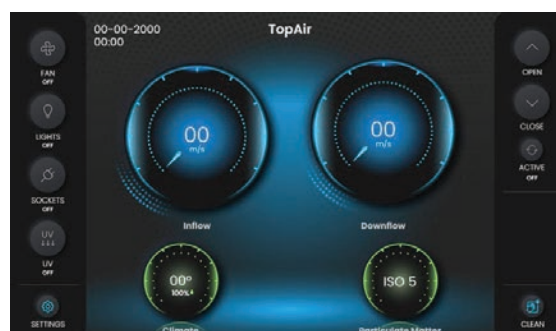 00-00-2000
00:00
TopAir
FAN
OFF
LIGHTS
OFF
SOCKETS
OFF
UV
UV
OFF
SETTINGS
00
m/s
Inflow
00
m/s
Downflow
00°
100%
Climate
ISO 5
Particulate Matter
OPEN
CLOSE
ACTIVE
OFF
CLEAN